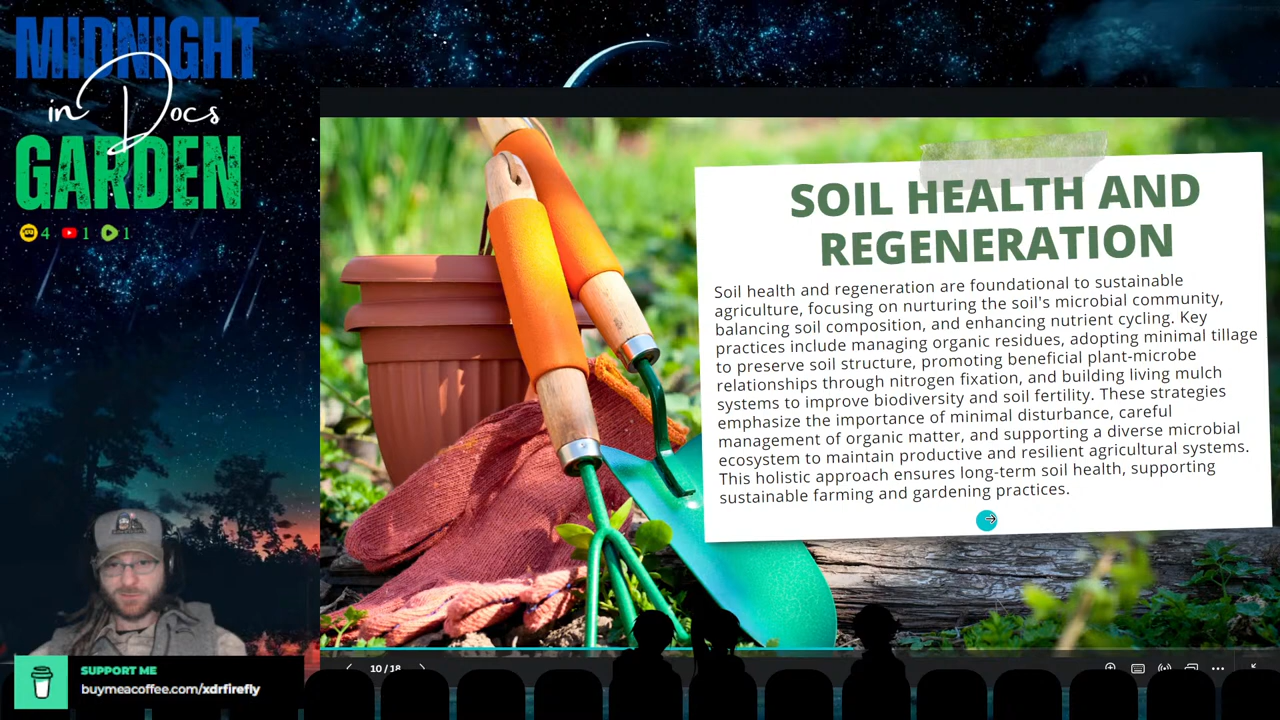 MIDNIGHT
in Docs
GARDEN
4 1 1
SOIL HEALTH AND
REGENERATION
Soil health and regeneration are foundational to sustainable
agriculture, focusing on nurturing the soil's microbial community,
balancing soil composition, and enhancing nutrient cycling. Key
practices include managing organic residues, adopting minimal tillage
to preserve soil structure, promoting beneficial plant-microbe
relationships through nitrogen fixation, and building living mulch
systems to improve biodiversity and soil fertility. These strategies
emphasize the importance of minimal disturbance, careful
management of organic matter, and supporting a diverse microbial
ecosystem to maintain productive and resilient agricultural systems.
This holistic approach ensures long-term soil health, supporting
sustainable farming and gardening practices.
10 / 18
SUPPORT ME
buymeacoffee.com/xdrfirefly